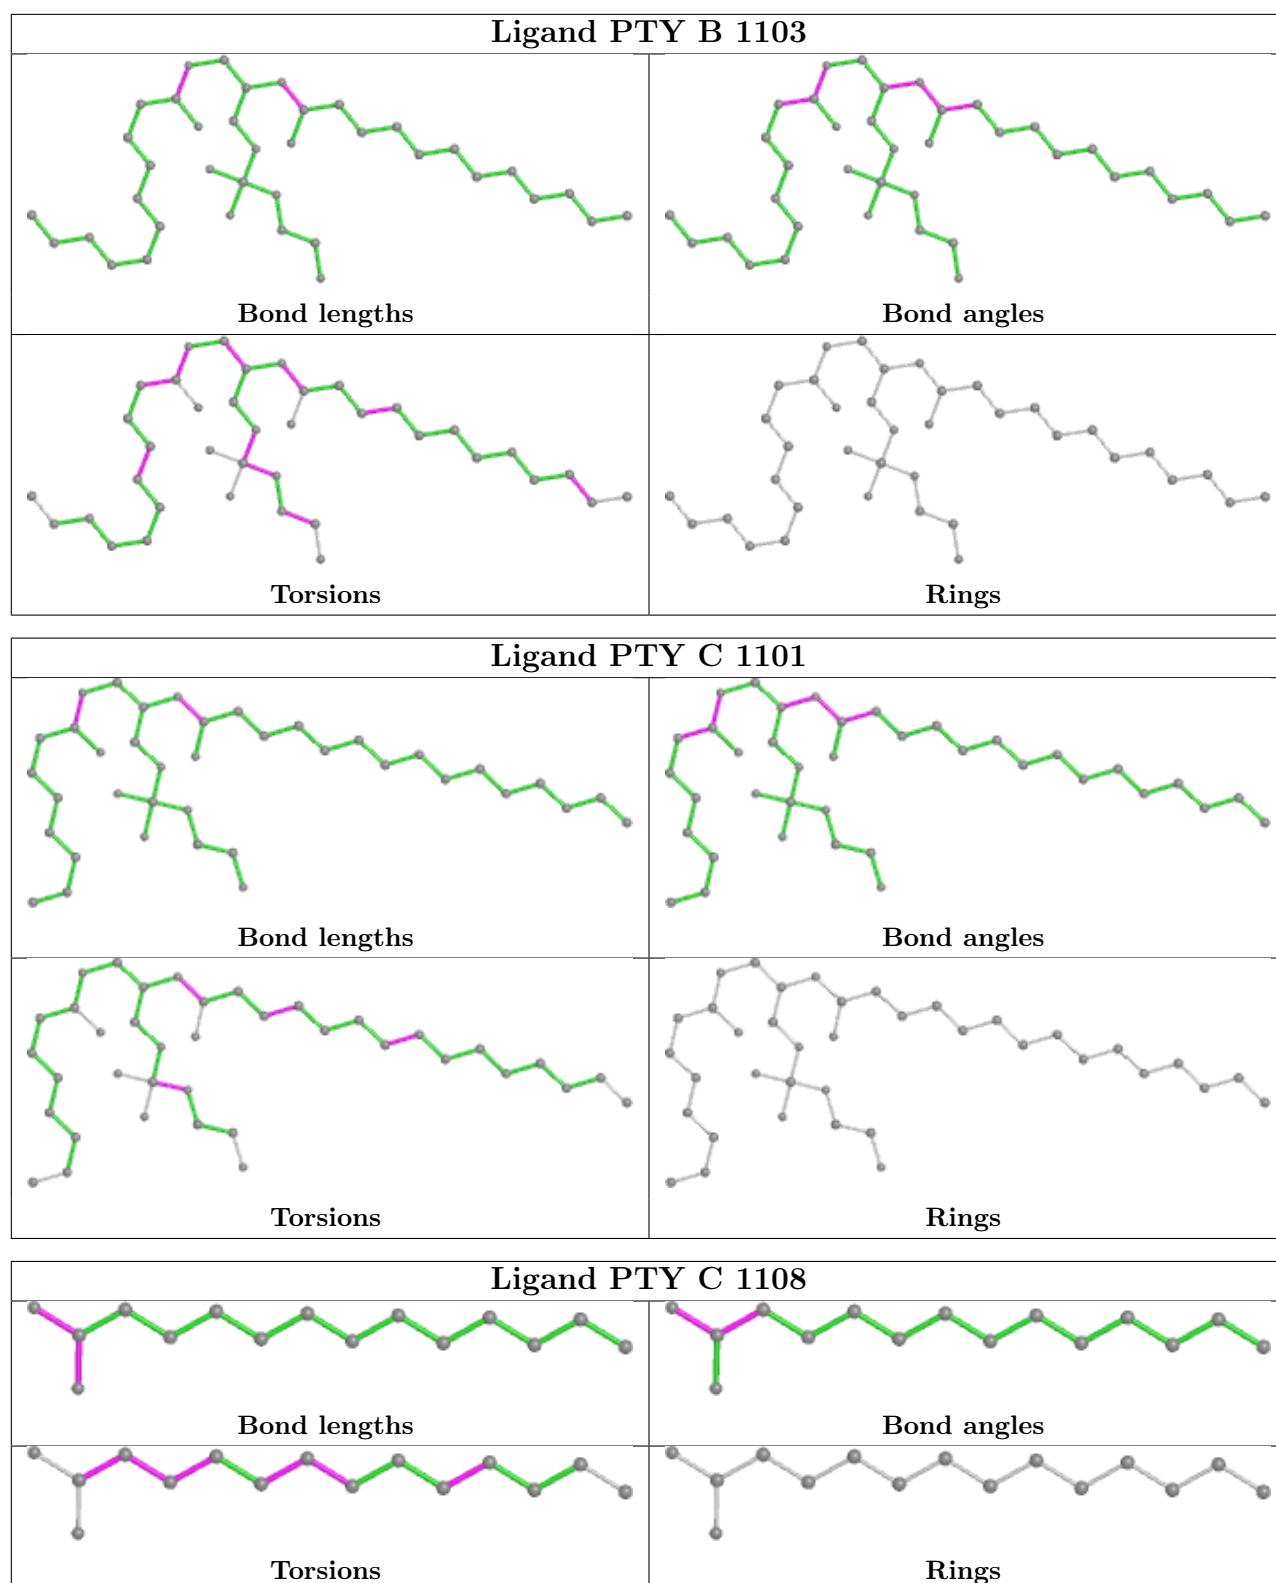 Ligand PTY B 1103
Bond lengths
Bond angles
Torsions
Rings
Ligand PTY C 1101
Bond lengths
Bond angles
Torsions
Rings
Ligand PTY C 1108
Bond lengths
Bond angles
Torsions
Rings